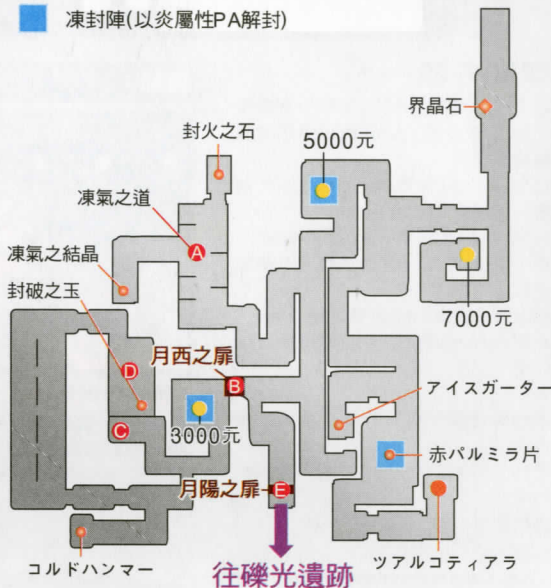 凍封陣(以炎屬性PA解封)
界晶石
5000元
封火之石
凍氣之道
A
凍氣之結晶
封破之玉
7000元
月西之扉
D
B
アイスガーター
C
3000元
赤パルミラ片
月陽之扉
E
コルドハンマー
往礫光遺跡
ツアルコティアラ